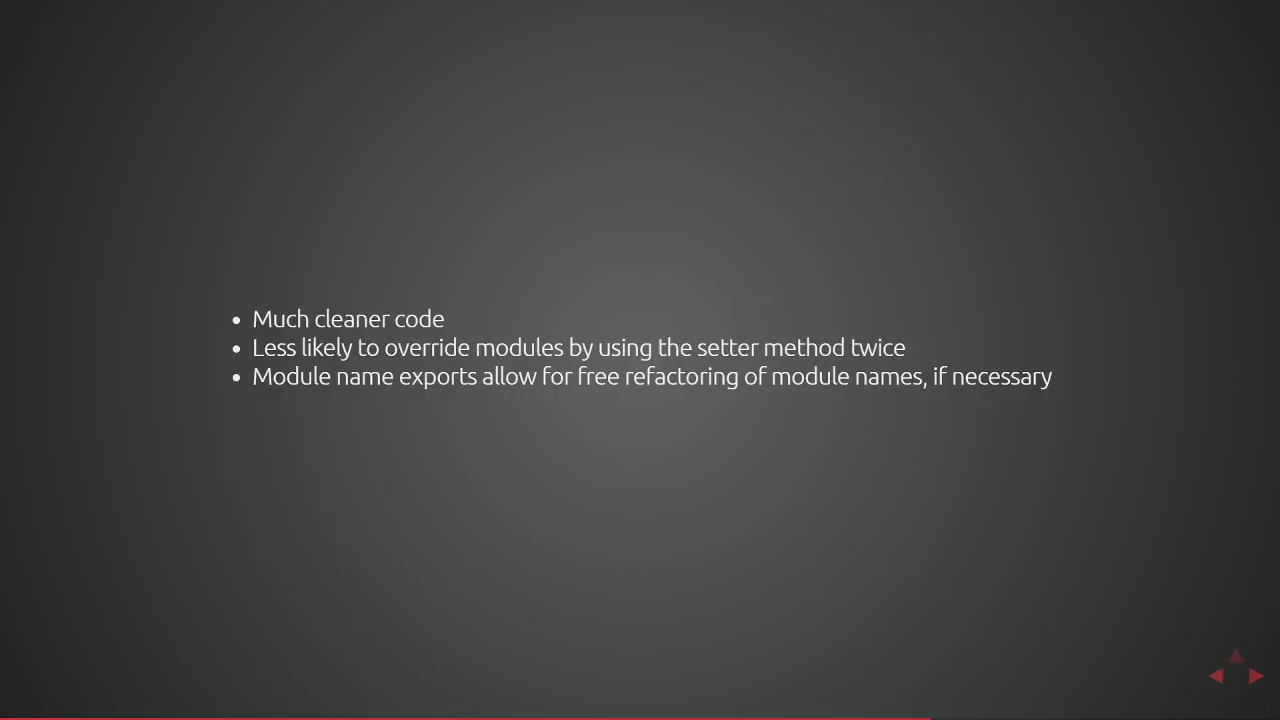 • Much cleaner code
• Less likely to override modules by using the setter method twice
• Module name exports allow for free refactoring of module names, if necessary